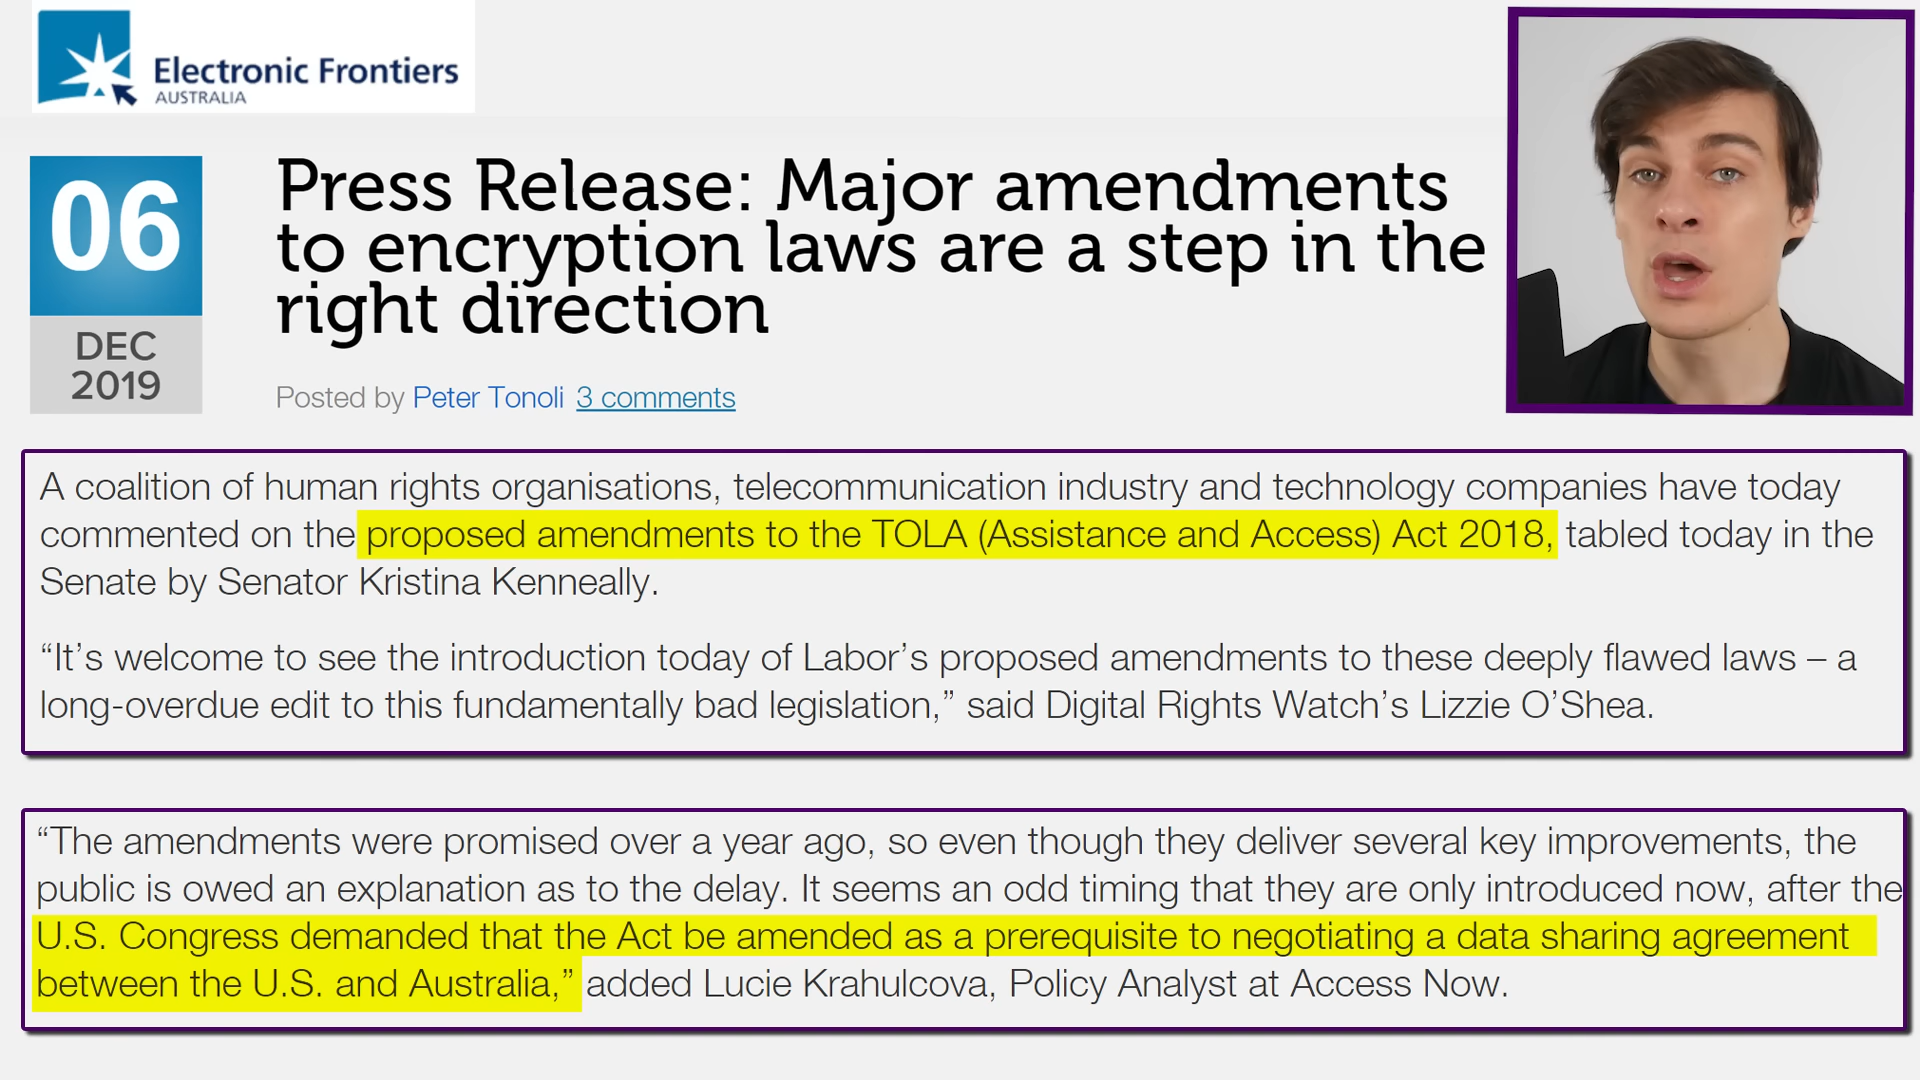 Electronic Frontiers
AUSTRALIA
06
DEC
2019
Press Release: Major amendments
to encryption laws are a step in the
right direction
Posted by Peter Tonoli 3 comments
A coalition of human rights organisations, telecommunication industry and technology companies have today
commented on the proposed amendments to the TOLA (Assistance and Access) Act 2018, tabled today in the
Senate by Senator Kristina Kenneally.
“It’s welcome to see the introduction today of Labor’s proposed amendments to these deeply flawed laws – a
long-overdue edit to this fundamentally bad legislation,” said Digital Rights Watch’s Lizzie O’Shea.
“The amendments were promised over a year ago, so even though they deliver several key improvements, the
public is owed an explanation as to the delay. It seems an odd timing that they are only introduced now, after the
U.S. Congress demanded that the Act be amended as a prerequisite to negotiating a data sharing agreement
between the U.S. and Australia,” added Lucie Krahulcova, Policy Analyst at Access Now.